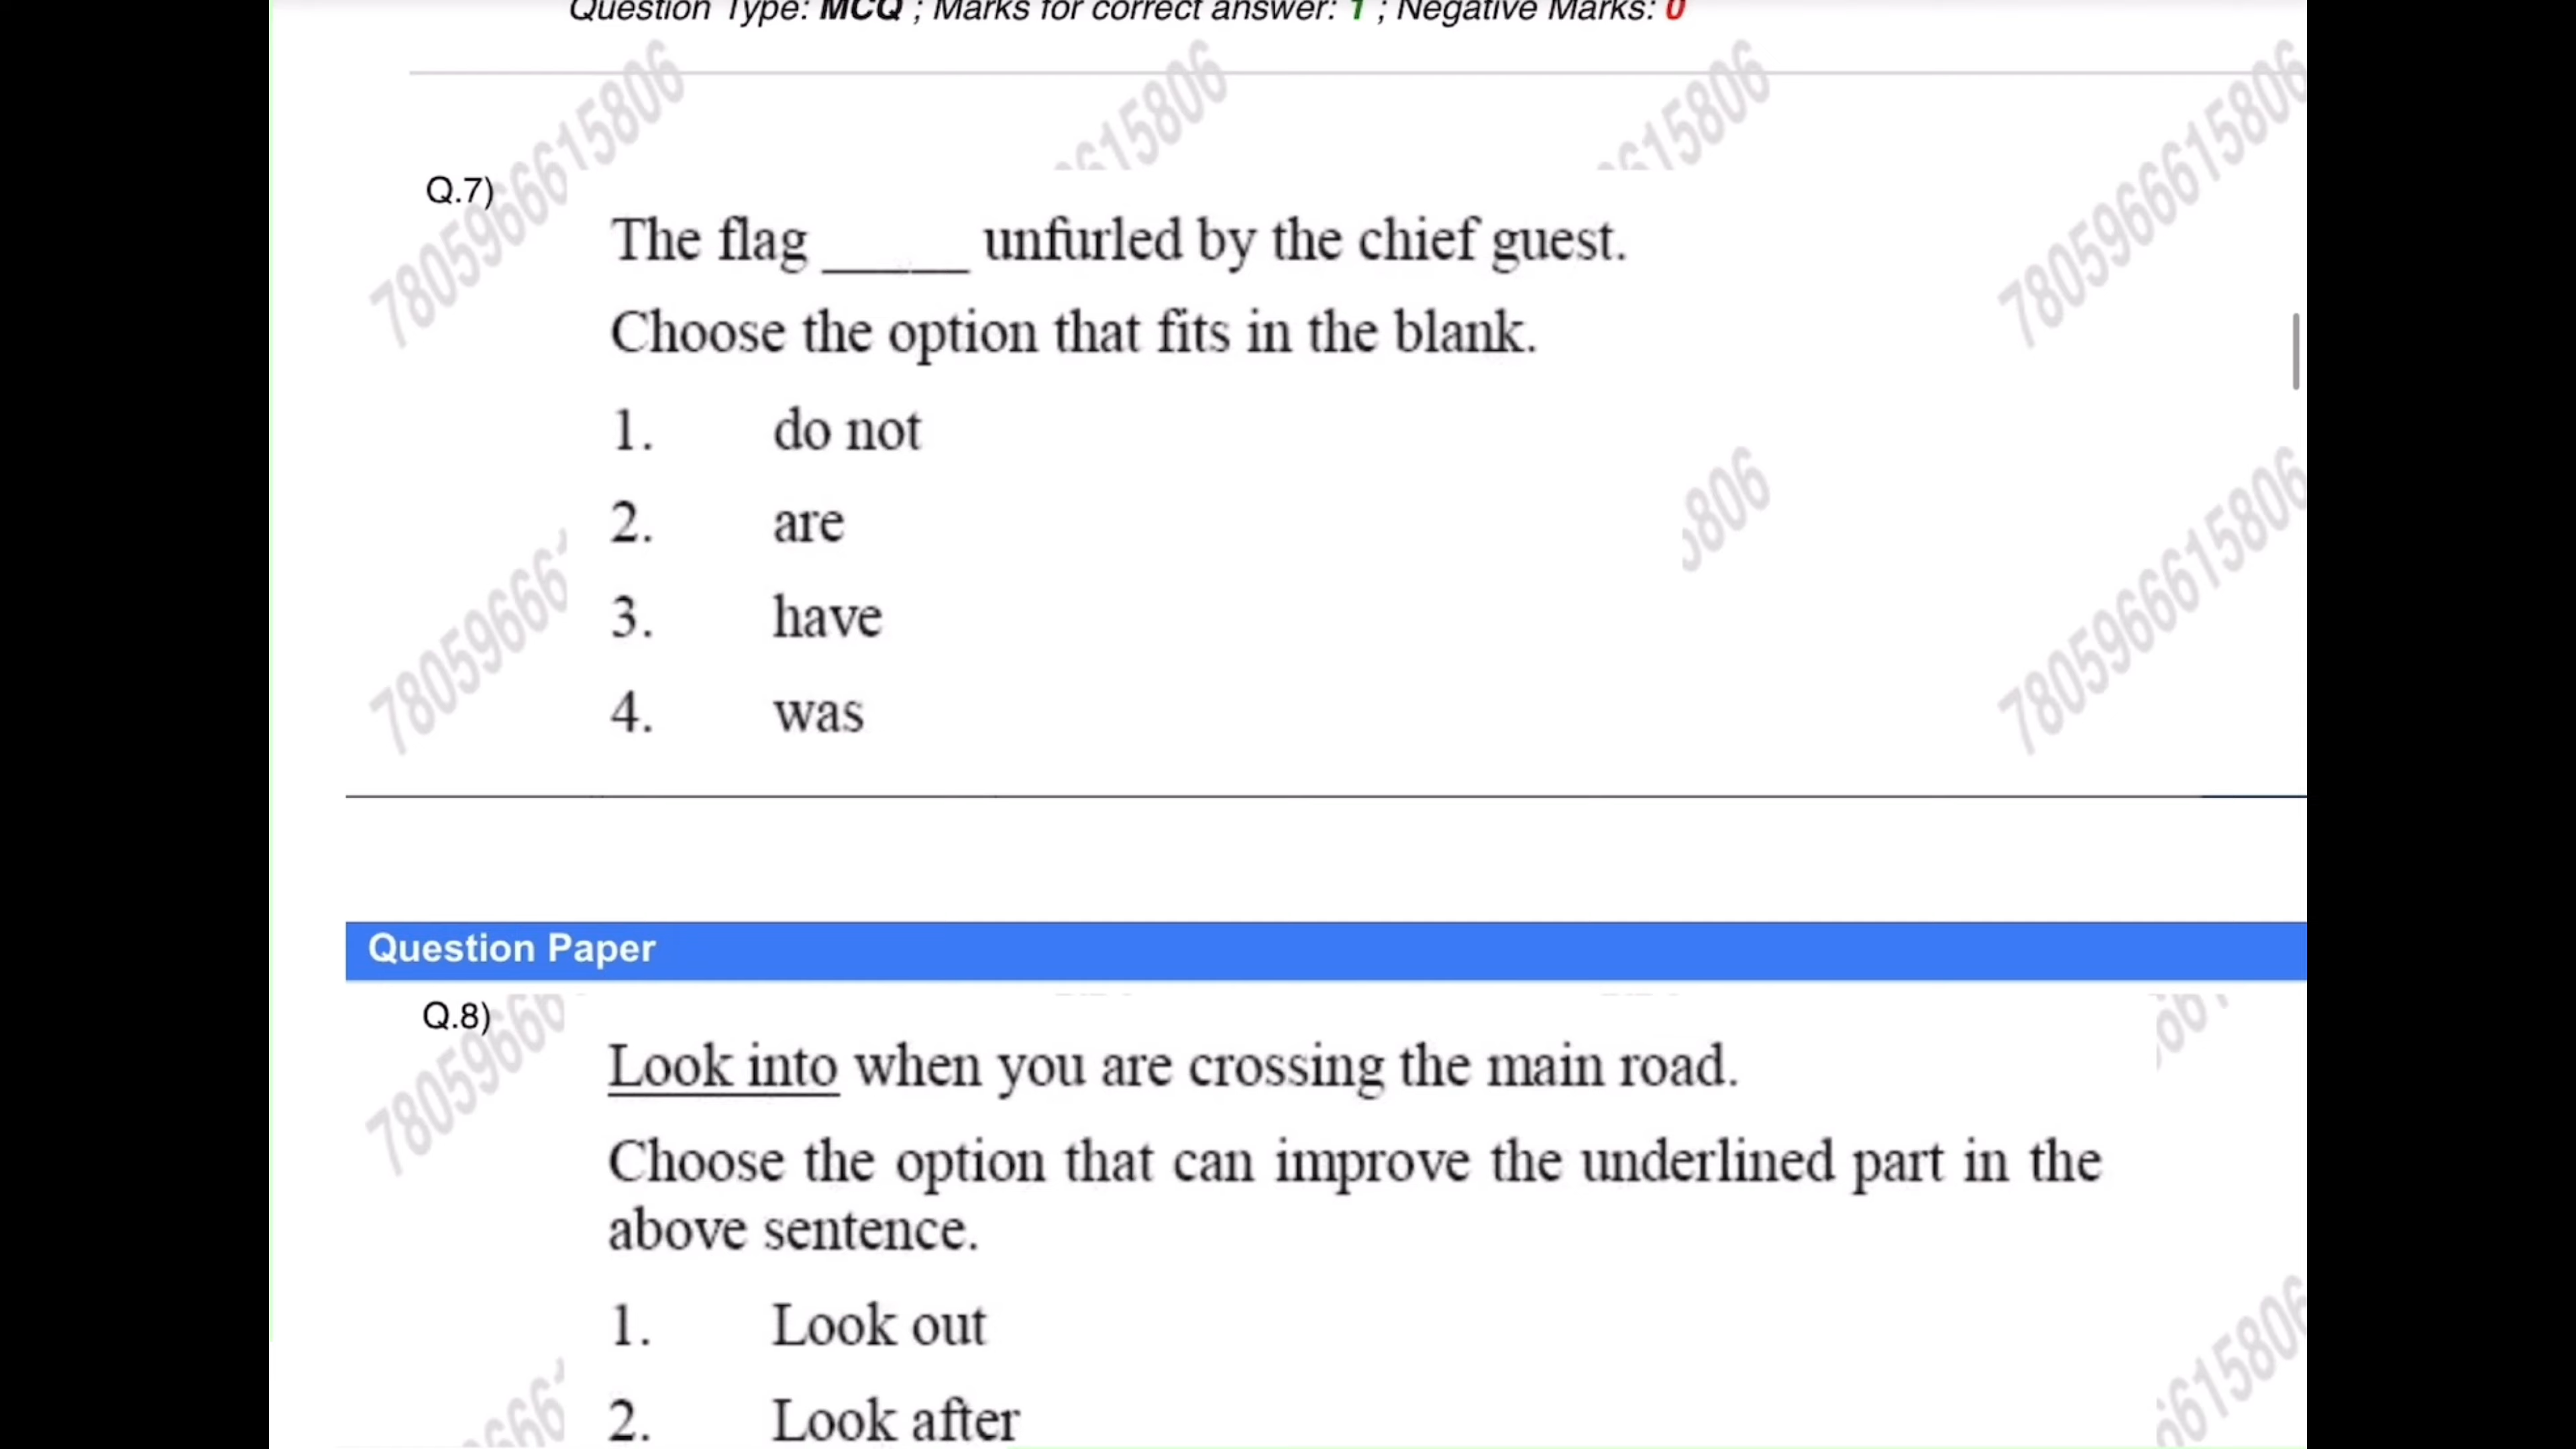 Question Type: MCQ ; Marks for correct answer: 1 ; Negative Marks: 0
780596661 5806
Q.7)
The flag _____ unfurled by the chief guest.
Choose the option that fits in the blank.
1. do not
2. are
3. have
4. was
Question Paper
Q.8)
Look into when you are crossing the main road.
Choose the option that can improve the underlined part in the
above sentence.
1. Look out
2. Look after